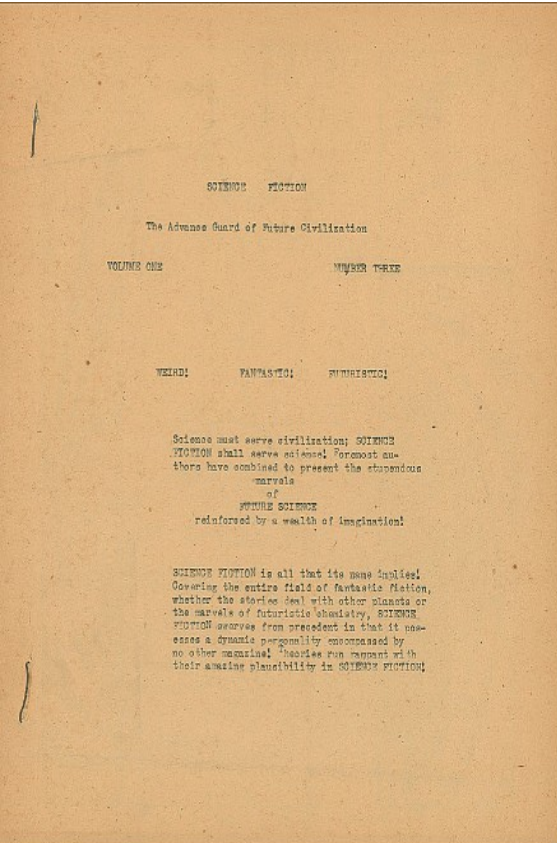 SCIENCE FICTION
The Advance Guard of Future Civilization
VOLUME ONE NUMBER THREE
WEIRD! FANTASTIC! FUTURISTIC!
Science must serve civilization; SCIENCE
FICTION shall serve science! Foremost au-
thors have combined to present the stupendous
marvels
of
FUTURE SCIENCE
reinforced by a wealth of imagination!
SCIENCE FICTION is all that its name implies!
Covering the entire field of fantastic fiction,
whether the stories deal with other planets or
the marvels of futuristic chemistry, SCIENCE
FICTION swerves from precedent in that it pos-
esses a dynamic personality encompassed by
no other magazine! Theories run rampant with
their amazing plausibility in SCIENCE FICTION!